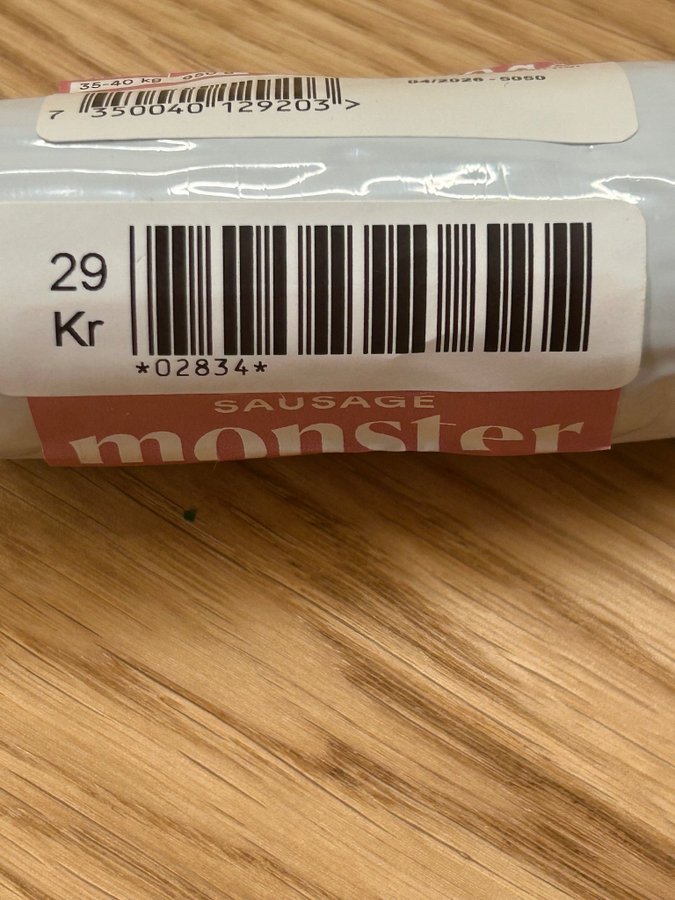 35-40 kg
04/2026 - 5050
7 350040 129203 >
29
Kr
*02834*
SAUSAGE
monster